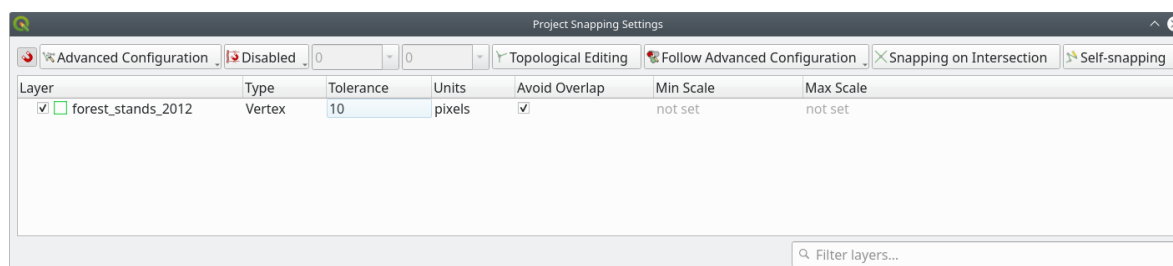 Project Snapping Settings
Advanced Configuration Disabled 0 0 Topological Editing Follow Advanced Configuration Snapping on Intersection Self-snapping
Layer Type Tolerance Units Avoid Overlap Min Scale Max Scale
forest_stands_2012 Vertex 10 pixels not set not set
Filter layers...